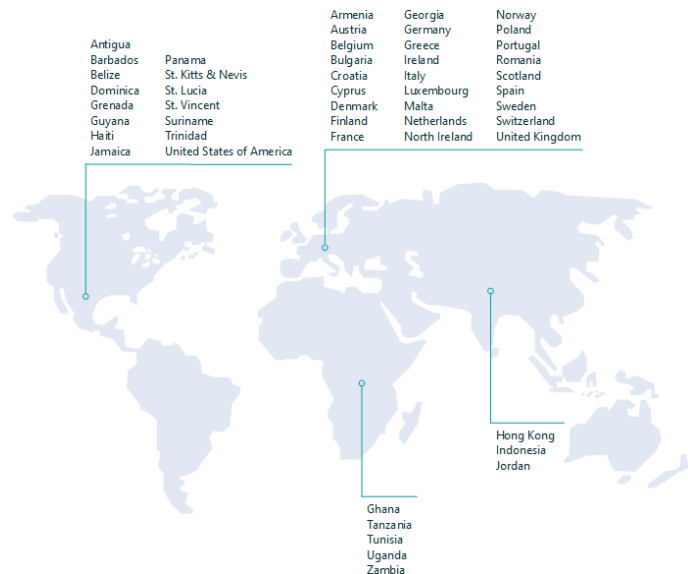 Antigua
Barbados
Belize
Dominica
Grenada
Guyana
Haiti
Jamaica
Panama
St. Kitts & Nevis
St. Lucia
St. Vincent
Suriname
Trinidad
United States of America
Armenia
Austria
Belgium
Bulgaria
Croatia
Cyprus
Denmark
Finland
France
Georgia
Germany
Greece
Ireland
Italy
Luxembourg
Malta
Netherlands
North Ireland
Norway
Poland
Portugal
Romania
Scotland
Spain
Sweden
Switzerland
United Kingdom
Hong Kong
Indonesia
Jordan
Ghana
Tanzania
Tunisia
Uganda
Zambia